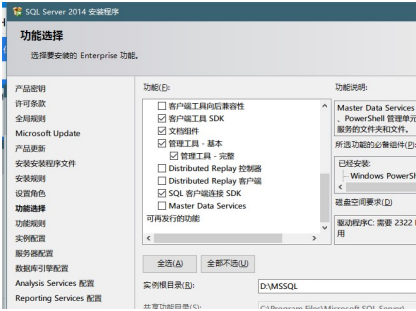 SQL Server 2014 安装程序
功能选择
选择要安装的 Enterprise 功能。
产品密钥
许可条款
全局规则
Microsoft Update
产品更新
安装安装程序文件
安装规则
设置角色
功能选择
功能规则
实例配置
服务器配置
数据库引擎配置
Analysis Services 配置
Reporting Services 配置
功能(F):
客户端工具向后兼容性
客户端工具 SDK
文档组件
管理工具 - 基本
管理工具 - 完整
Distributed Replay 控制器
Distributed Replay 客户端
SQL 客户端连接 SDK
Master Data Services
可再发行的功能
全选(A)
全部不选(U)
实例根目录(R):
D:\MSSQL
共享功能目录(S):
C:\Program Files\Microsoft SQL Server\
功能说明:
Master Data Services
、PowerShell 管理单元
服务的文件夹和文件。
所选功能的必备组件(P):
已经安装:
Windows PowerSh
磁盘空间要求(D)
驱动程序C: 需要 2322
用